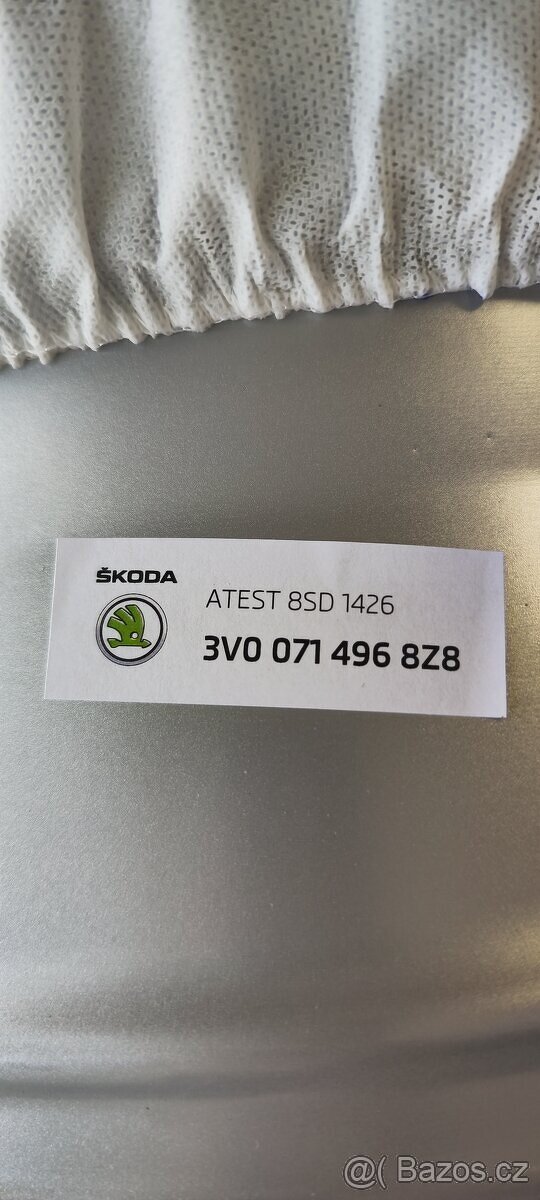 ŠKODA
ATEST 8SD 1426
3V0 071 496 8Z8
@( Bazos.cz